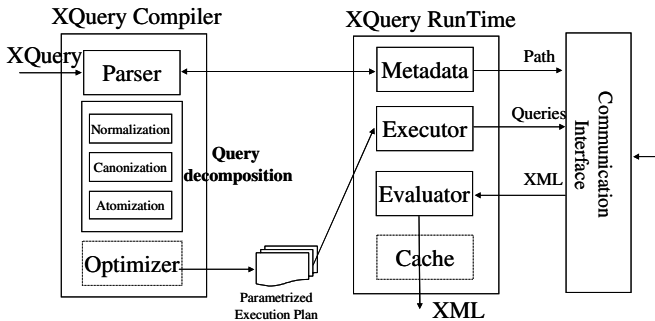 XQuery Compiler
XQuery RunTime
XQuery
Parser
Metadata
Path
Normalization
Canonization
Atomization
Query
decomposition
Executor
Queries
Evaluator
XML
Communication
Interface
Optimizer
Parametrized
Execution Plan
Cache
XML